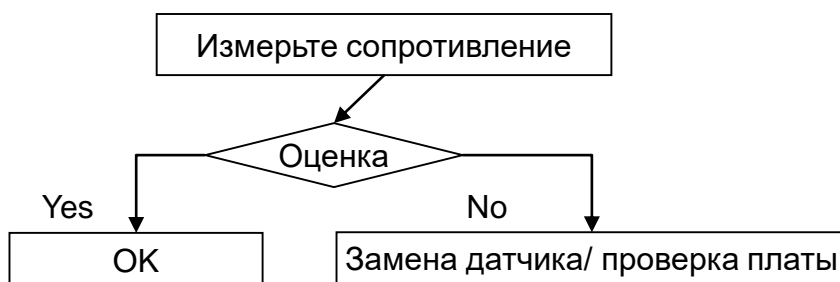 Измерьте сопротивление
Оценка
Yes
No
OK
Замена датчика/ проверка платы